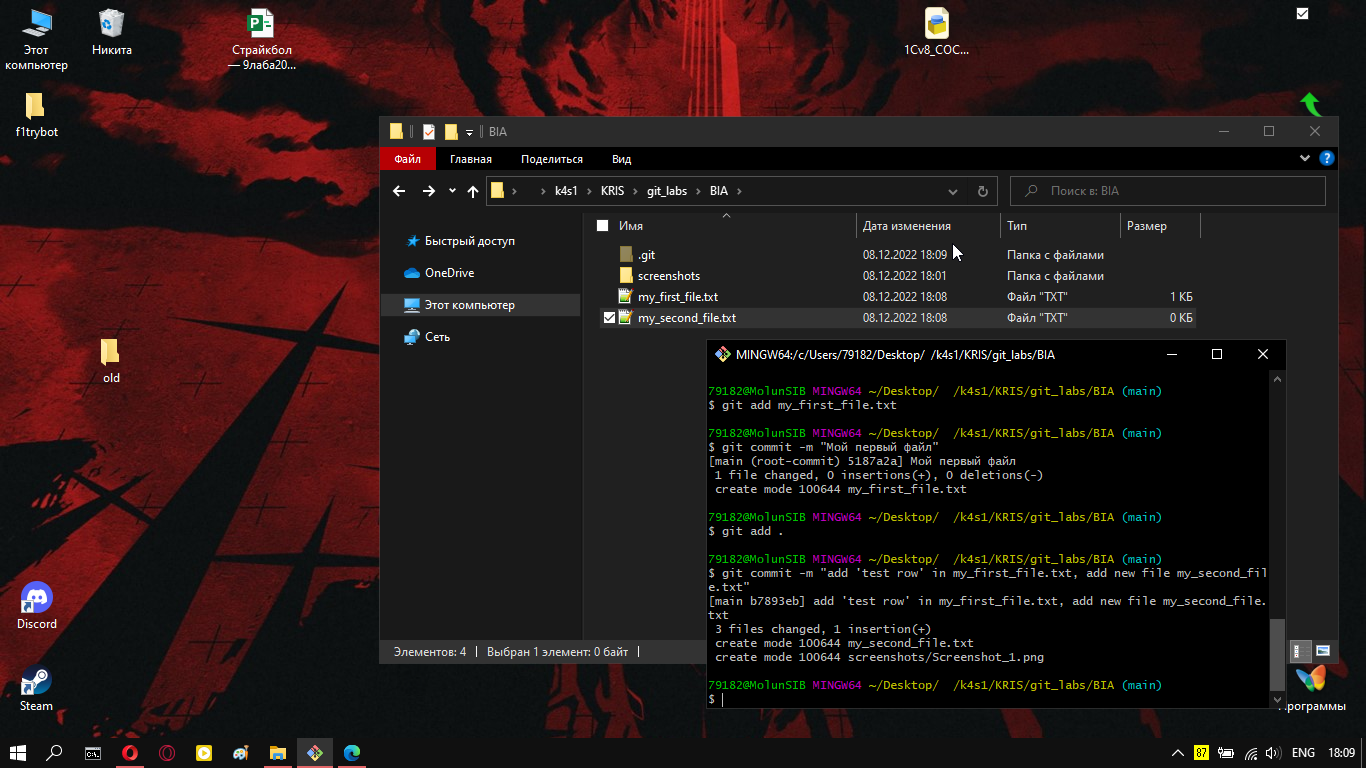 Этот
компьютер
Никита
Страйкбол
— 9лаба20...
1Cv8_COC...
f1trybot
old
Discord
Steam
Программы
BIA
Файл
Главная
Поделиться
Вид
k4s1 › KRIS › git_labs › BIA ›
Поиск в: BIA
Быстрый доступ
OneDrive
Этот компьютер
Сеть
Имя Дата изменения Тип Размер
.git 08.12.2022 18:09 Папка с файлами
screenshots 08.12.2022 18:01 Папка с файлами
my_first_file.txt 08.12.2022 18:08 Файл "TXT" 1 КБ
my_second_file.txt 08.12.2022 18:08 Файл "TXT" 0 КБ
Элементов: 4 Выбран 1 элемент: 0 байт
MINGW64:/c/Users/79182/Desktop/ /k4s1/KRIS/git_labs/BIA
79182@MolunSIB MINGW64 ~/Desktop/ /k4s1/KRIS/git_labs/BIA (main)
$ git add my_first_file.txt
79182@MolunSIB MINGW64 ~/Desktop/ /k4s1/KRIS/git_labs/BIA (main)
$ git commit -m "Мой первый файл"
[main (root-commit) 5187a2a] Мой первый файл
1 file changed, 0 insertions(+), 0 deletions(-)
create mode 100644 my_first_file.txt
79182@MolunSIB MINGW64 ~/Desktop/ /k4s1/KRIS/git_labs/BIA (main)
$ git add .
79182@MolunSIB MINGW64 ~/Desktop/ /k4s1/KRIS/git_labs/BIA (main)
$ git commit -m "add 'test row' in my_first_file.txt, add new file my_second_fil
e.txt"
[main b7893eb] add 'test row' in my_first_file.txt, add new file my_second_file.
txt
3 files changed, 1 insertion(+)
create mode 100644 my_second_file.txt
create mode 100644 screenshots/Screenshot_1.png
79182@MolunSIB MINGW64 ~/Desktop/ /k4s1/KRIS/git_labs/BIA (main)
$
87
ENG
18:09